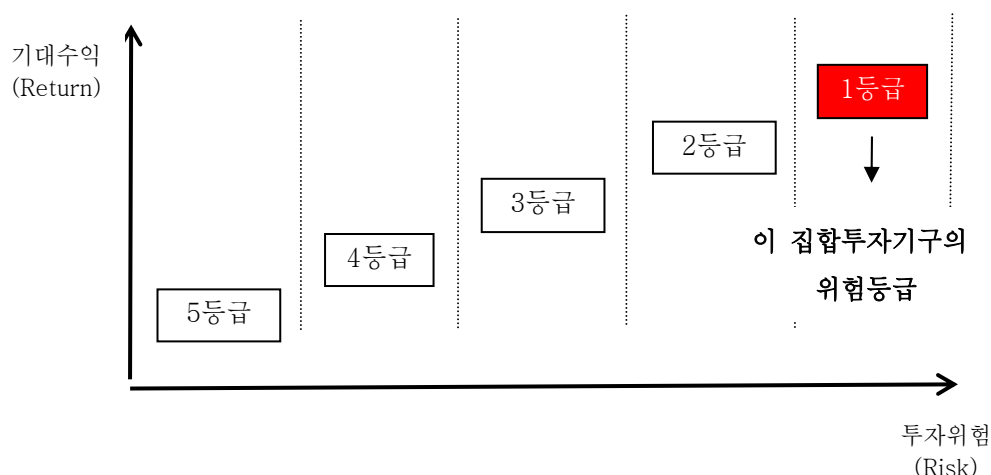 기대수익
(Return)
1등급
2등급
3등급
이 집합투자기구의
위험등급
4등급
5등급
투자위험
(Risk)